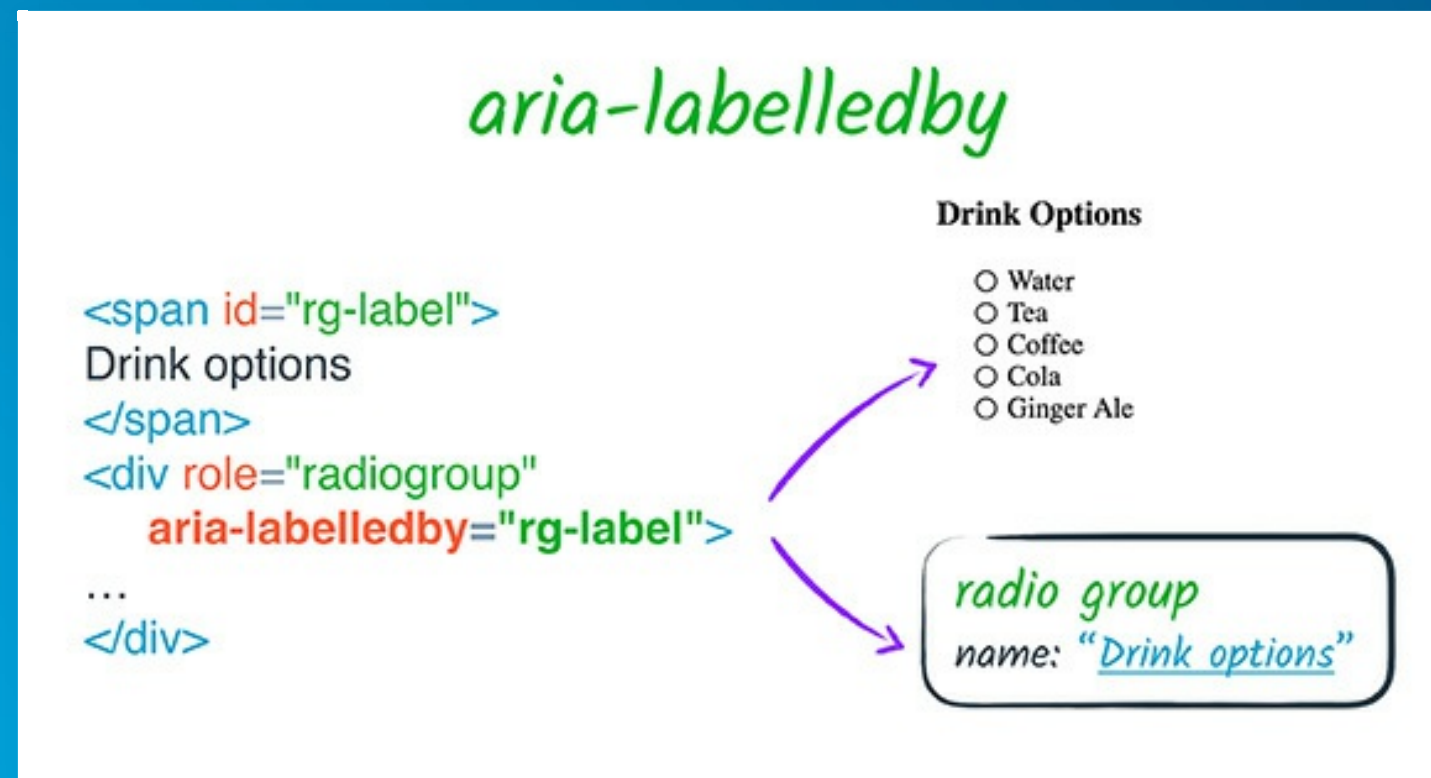 aria-labelledby
<span id="rg-label">
Drink options
</span>
<div role="radiogroup"
aria-labelledby="rg-label">
...
</div>
Drink Options
Water
Tea
Coffee
Cola
Ginger Ale
radio group
name: “Drink options”